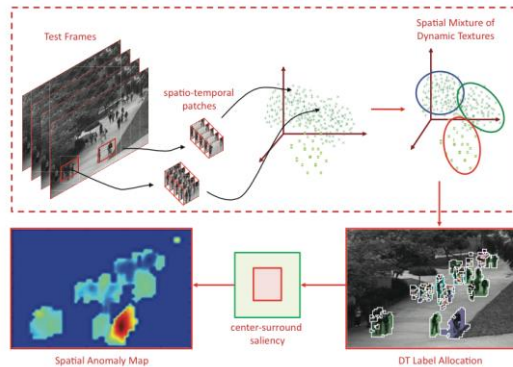 Test Frames
Spatial Mixture of
Dynamic Textures
spatio-temporal
patches
center-surround
saliency
Spatial Anomaly Map
DT Label Allocation